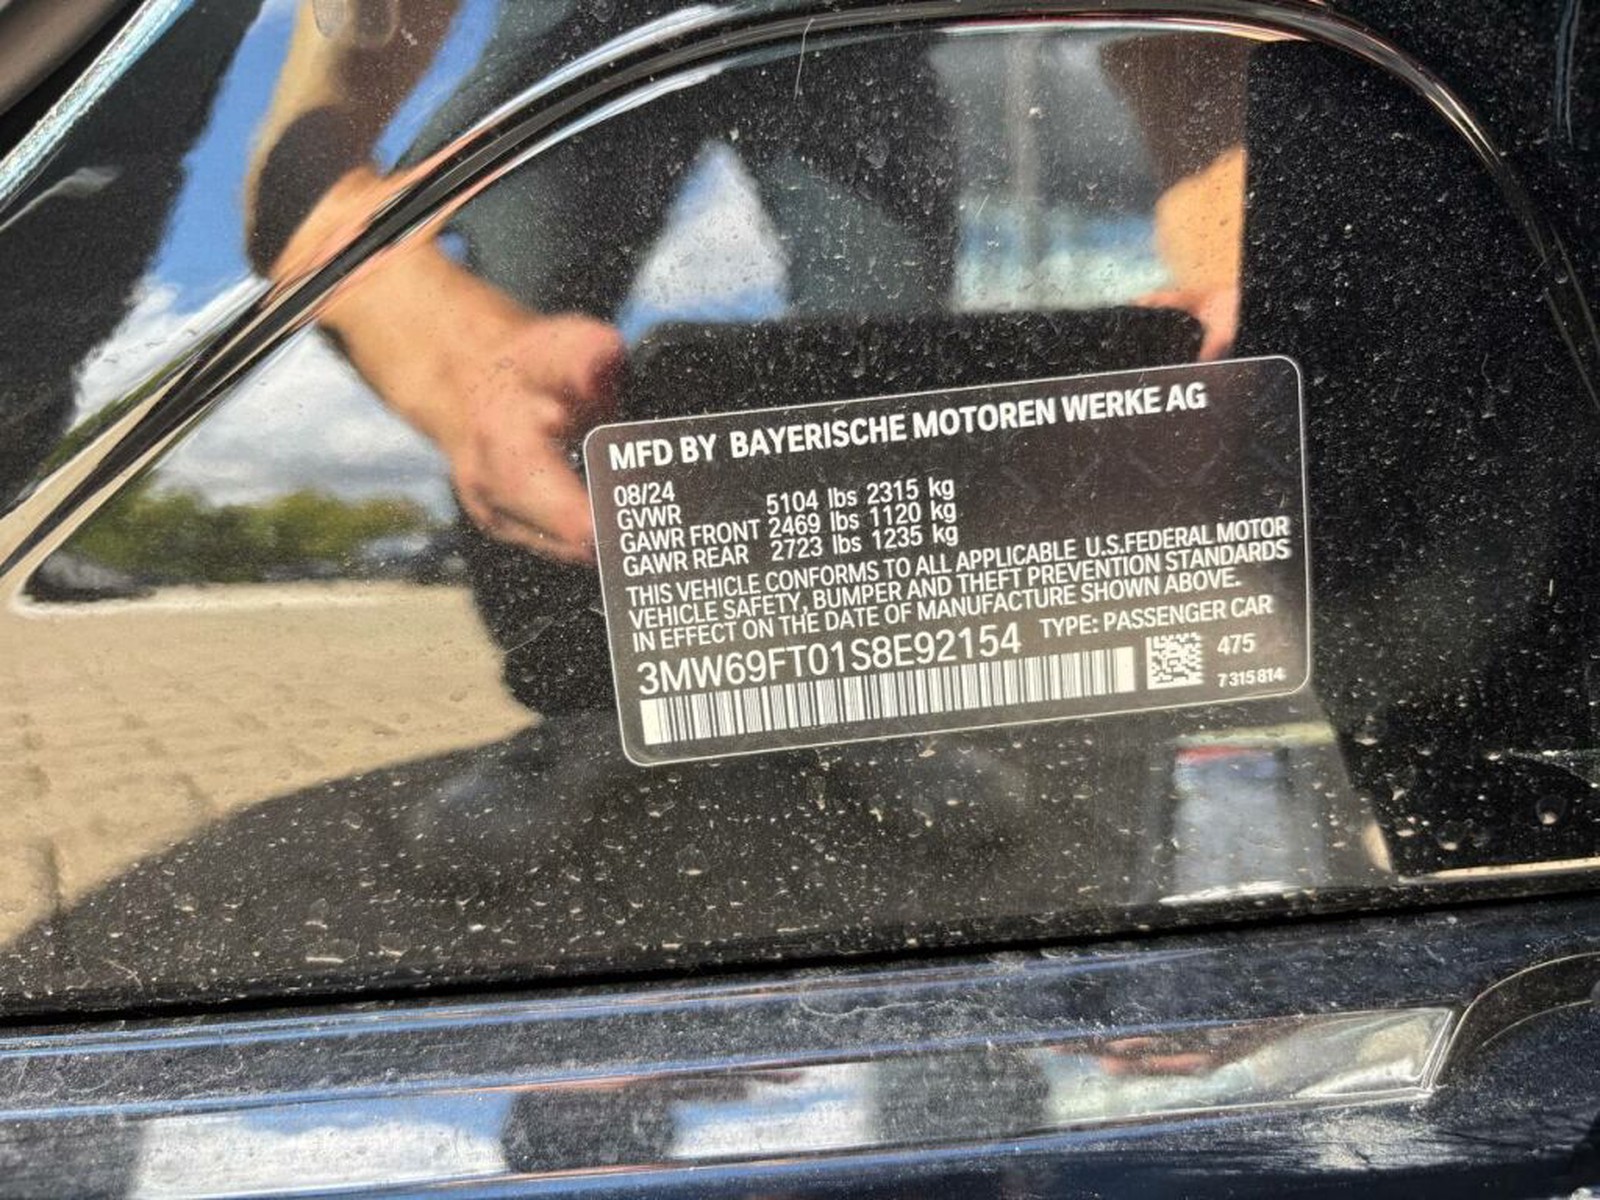 MFD BY BAYERISCHE MOTOREN WERKE AG
08/24
GVWR 5104 lbs 2315 kg
GAWR FRONT 2469 lbs 1120 kg
GAWR REAR 2723 lbs 1235 kg
THIS VEHICLE CONFORMS TO ALL APPLICABLE U.S.FEDERAL MOTOR
VEHICLE SAFETY, BUMPER AND THEFT PREVENTION STANDARDS
IN EFFECT ON THE DATE OF MANUFACTURE SHOWN ABOVE.
3MW69FT01S8E92154 TYPE: PASSENGER CAR
475
7315814